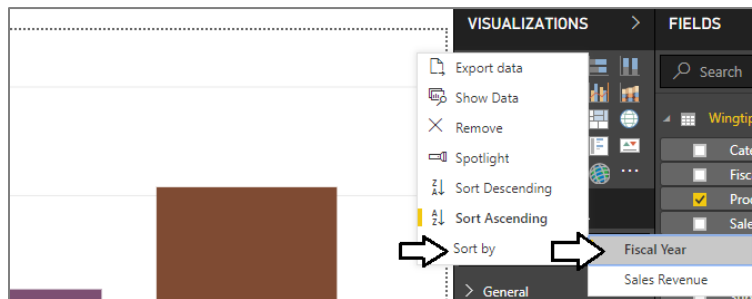 VISUALIZATIONS
FIELDS
Export data
Show Data
Remove
Spotlight
Sort Descending
Sort Ascending
Sort by
Fiscal Year
Sales Revenue
General
Search